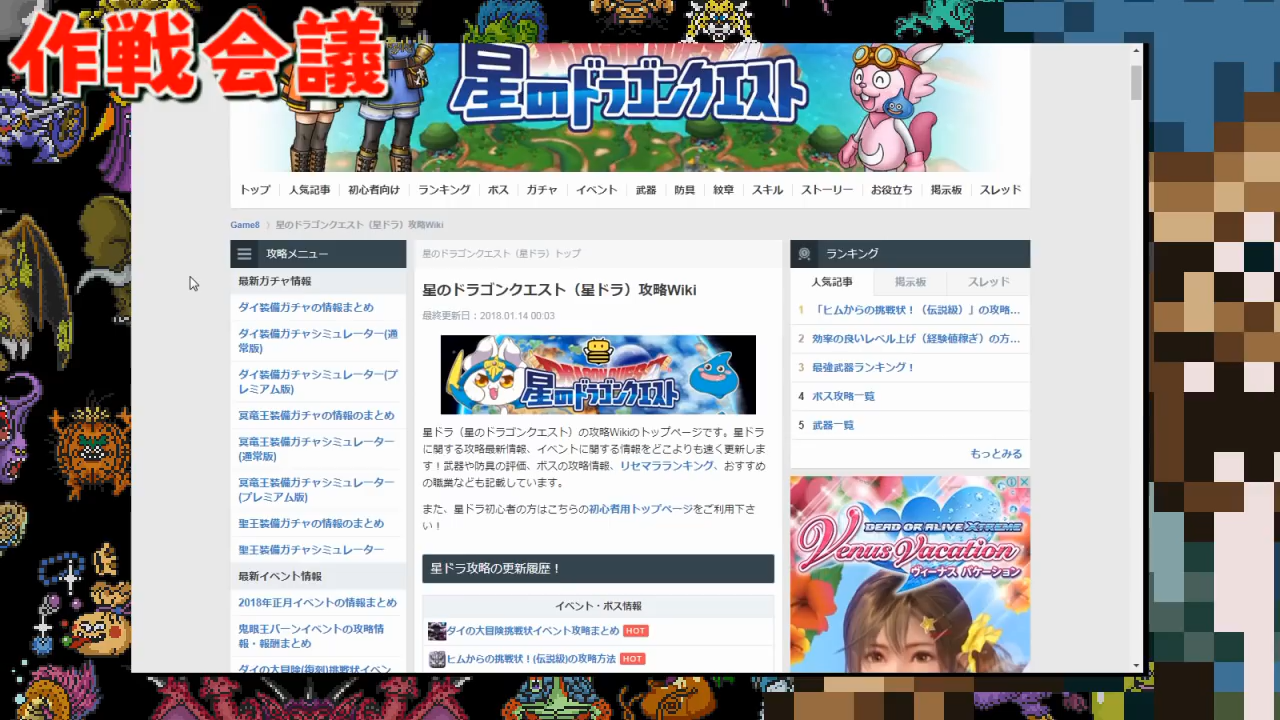 作戦会議
星のドラゴンクエスト
トップ 人気記事 初心者向け ランキング ボス ガチャ イベント 武器 防具 紋章 スキル ストーリー お役立ち 掲示板 スレッド
Game8 〉 星のドラゴンクエスト（星ドラ）攻略Wiki
攻略メニュー
最新ガチャ情報
ダイ装備ガチャの情報まとめ
ダイ装備ガチャシミュレーター(通
常版)
ダイ装備ガチャシミュレーター(プ
レミアム版)
冥竜王装備ガチャの情報のまとめ
冥竜王装備ガチャシミュレーター
(通常版)
冥竜王装備ガチャシミュレーター
(プレミアム版)
聖王装備ガチャの情報のまとめ
聖王装備ガチャシミュレーター
最新イベント情報
2018年正月イベントの情報まとめ
鬼眼王バーンイベントの攻略情
報・報酬まとめ
ダイの大冒険(復刻)挑戦状イベン
星のドラゴンクエスト（星ドラ）トップ
星のドラゴンクエスト（星ドラ）攻略Wiki
最終更新日：2018.01.14 00:03
DRAGON QUEST
星のドラゴンクエスト
星ドラ（星のドラゴンクエスト）の攻略Wikiのトップページです。星ドラ
に関する攻略最新情報、イベントに関する情報をどこよりも速く更新しま
す！武器や防具の評価、ボスの攻略情報、リセマラランキング、おすすめ
の職業なども記載しています。
また、星ドラ初心者の方はこちらの初心者用トップページをご利用下さ
い！
星ドラ攻略の更新履歴！
イベント・ボス情報
ダイの大冒険挑戦状イベント攻略まとめ HOT
ヒムからの挑戦状！(伝説級)の攻略方法 HOT
ランキング
人気記事 掲示板 スレッド
1 「ヒムからの挑戦状！（伝説級）」の攻略...
2 効率の良いレベル上げ（経験値稼ぎ）の方...
3 最強武器ランキング！
4 ボス攻略一覧
5 武器一覧
もっとみる
DEAD OR ALIVE XTREME
Venus Vacation
ヴィーナス バケーション